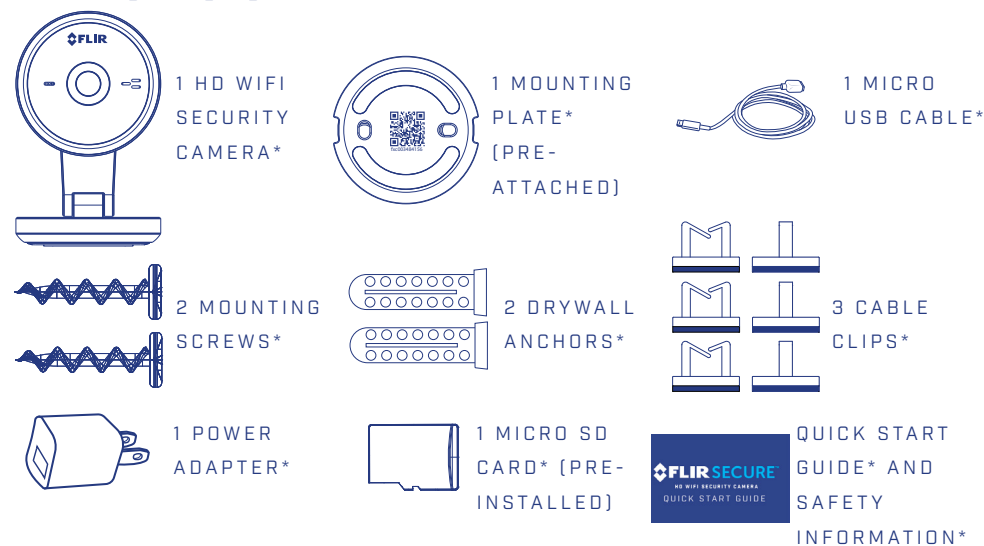 FLIR
1 HD WIFI
SECURITY
CAMERA*
1 MOUNTING
PLATE*
(PRE-
ATTACHED)
1 MICRO
USB CABLE*
2 MOUNTING
SCREWS*
2 DRYWALL
ANCHORS*
3 CABLE
CLIPS*
1 POWER
ADAPTER*
1 MICRO SD
CARD* (PRE-
INSTALLED)
FLIR SECURE™
HD WIFI SECURITY CAMERA
QUICK START GUIDE
QUICK START
GUIDE* AND
SAFETY
INFORMATION*